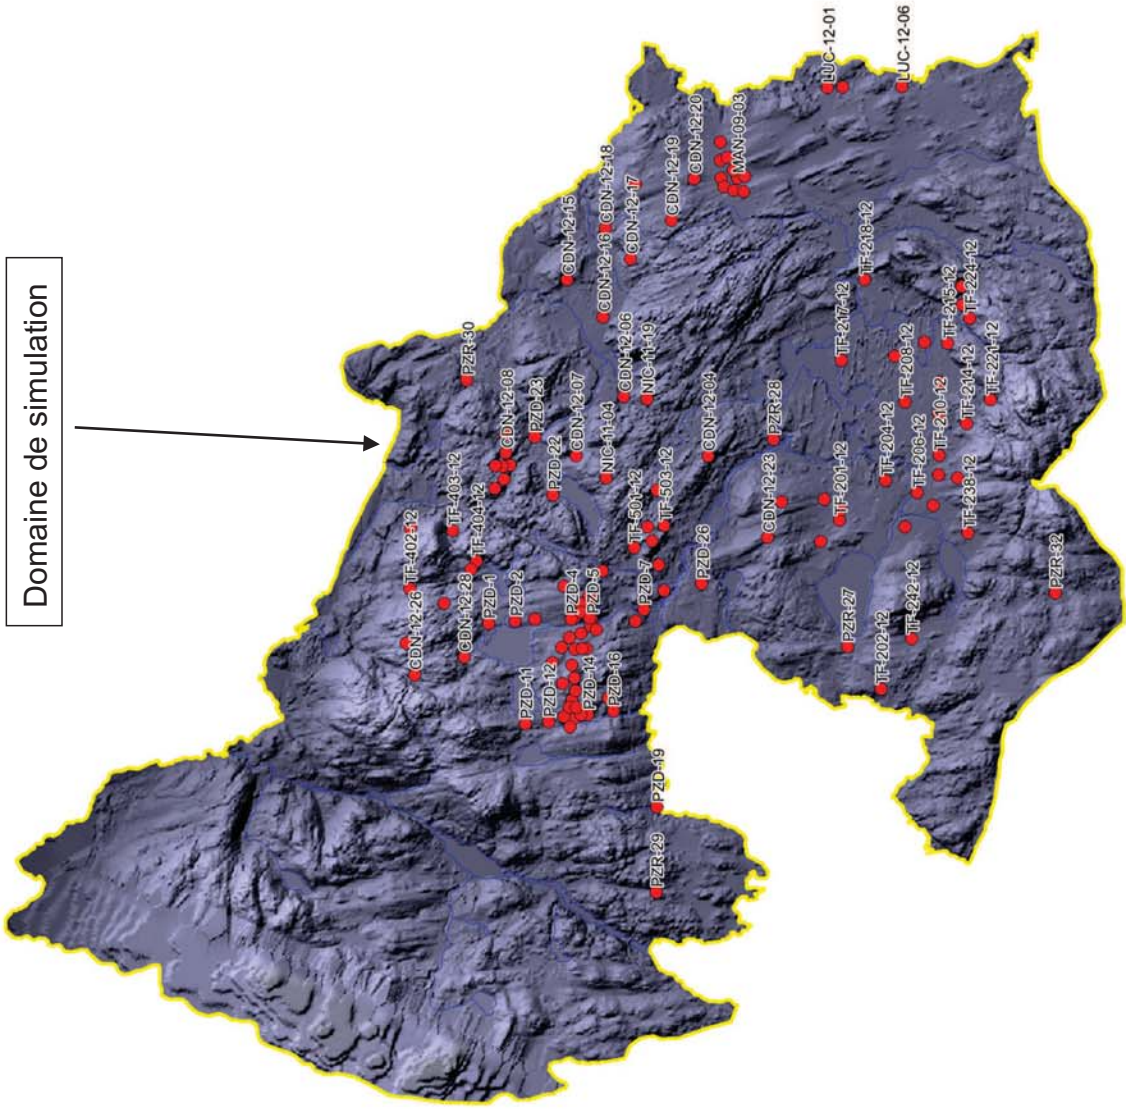 Domaine de simulation
LUC-12-01
LUC-12-06
CDN-12-20
MAN-09-03
CDN-12-18
CDN-12-19
CDN-12-17
CDN-12-15
CDN-12-16
TF-218-12
TF-224-12
TF-215-12
PZR-30
CDN-12-06
NIC-11-19
TF-217-12
TF-208-12
TF-221-12
TF-214-12
CDN-12-08
PZD-23
CDN-12-07
CDN-12-04
PZR-28
TF-210-12
NIC-11-04
PZD-22
TF-204-12
TF-206-12
TF-403-12
TF-404-12
TF-501-12
TF-503-12
CDN-12-23
TF-201-12
TF-238-12
TF-402-12
PZD-26
PZR-32
PZD-1
PZD-2
PZD-4
PZD-5
PZD-7
CDN-12-28
CDN-12-26
PZR-27
TF-242-12
TF-202-12
PZD-11
PZD-12
PZD-14
PZD-16
PZD-19
PZR-29